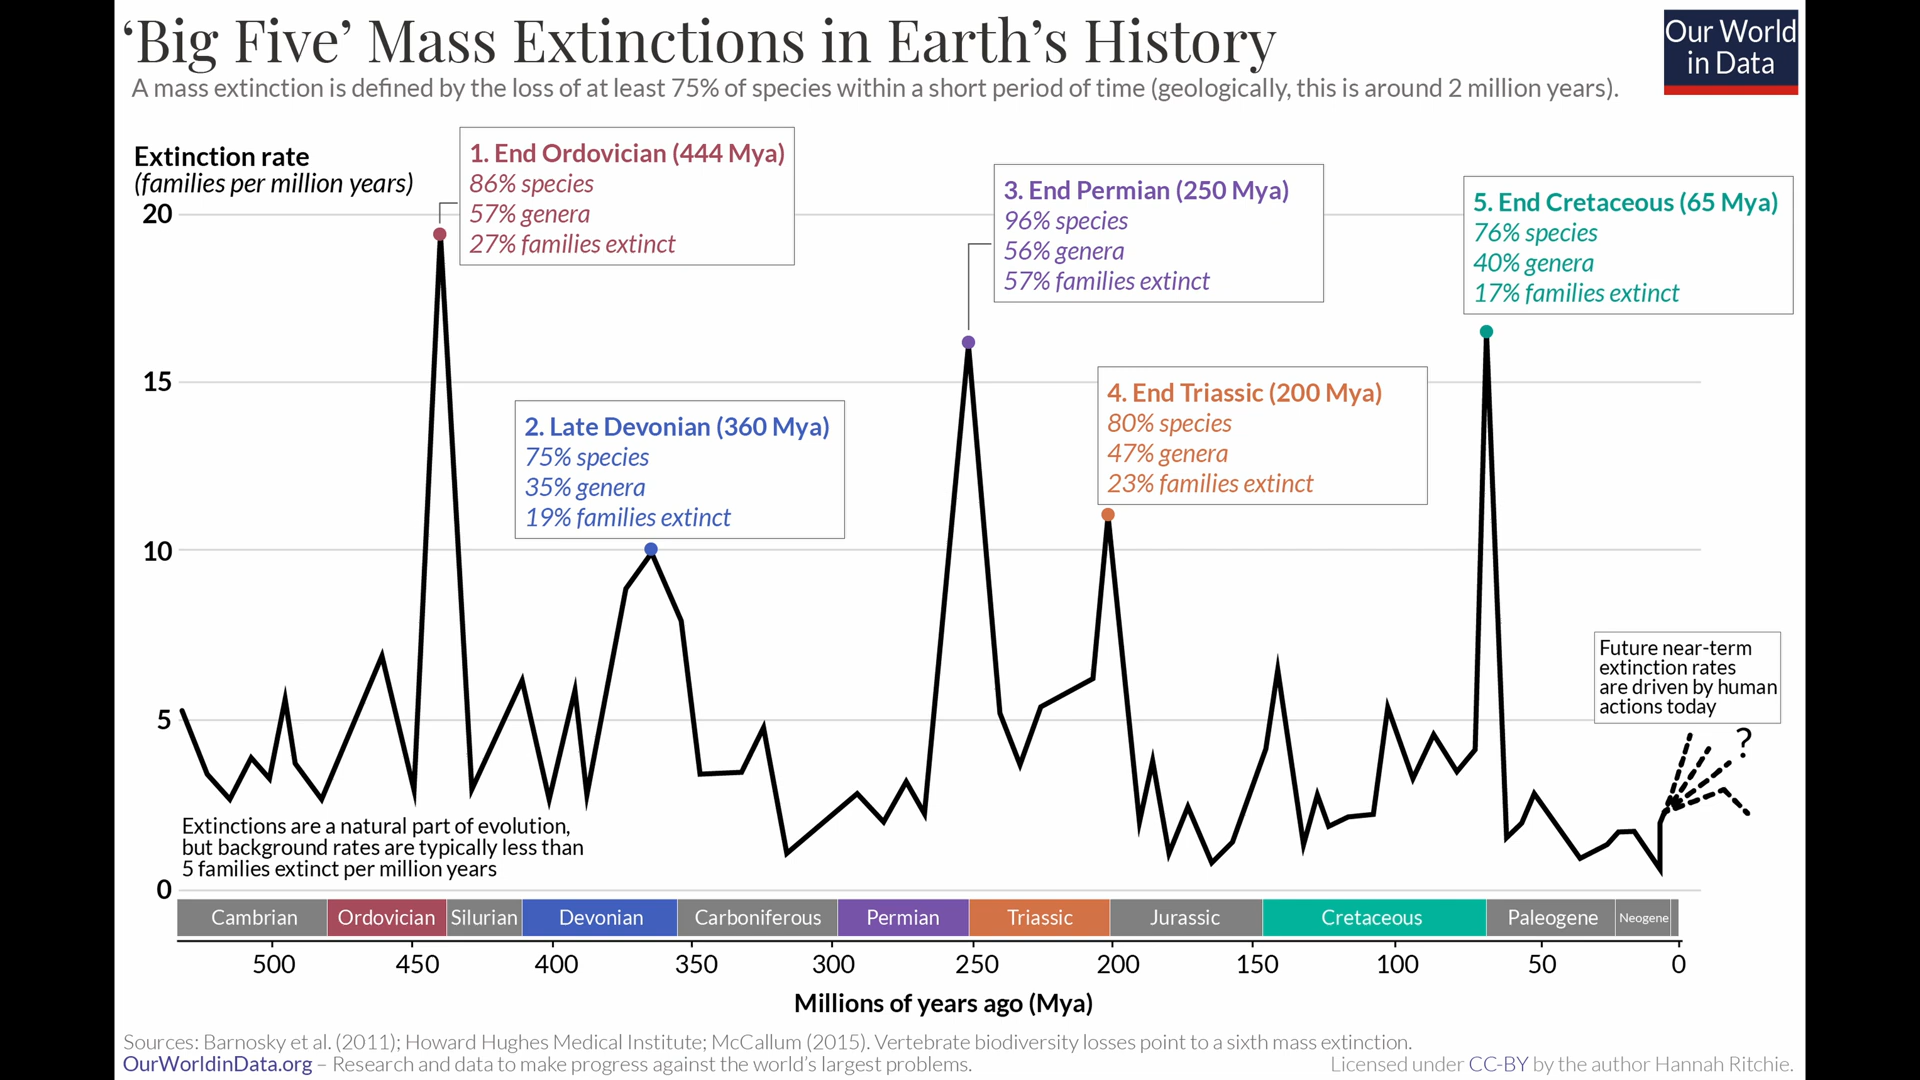 ‘Big Five’ Mass Extinctions in Earth’s History
Our World
in Data
A mass extinction is defined by the loss of at least 75% of species within a short period of time (geologically, this is around 2 million years).
Extinction rate
(families per million years)
1. End Ordovician (444 Mya)
86% species
57% genera
27% families extinct
3. End Permian (250 Mya)
96% species
56% genera
57% families extinct
5. End Cretaceous (65 Mya)
76% species
40% genera
17% families extinct
2. Late Devonian (360 Mya)
75% species
35% genera
19% families extinct
4. End Triassic (200 Mya)
80% species
47% genera
23% families extinct
20
15
10
5
0
Future near-term
extinction rates
are driven by human
actions today
?
Extinctions are a natural part of evolution,
but background rates are typically less than
5 families extinct per million years
Cambrian Ordovician Silurian Devonian Carboniferous Permian Triassic Jurassic Cretaceous Paleogene Neogene
500 450 400 350 300 250 200 150 100 50 0
Millions of years ago (Mya)
Sources: Barnosky et al. (2011); Howard Hughes Medical Institute; McCallum (2015). Vertebrate biodiversity losses point to a sixth mass extinction.
OurWorldinData.org – Research and data to make progress against the world’s largest problems.
Licensed under CC-BY by the author Hannah Ritchie.